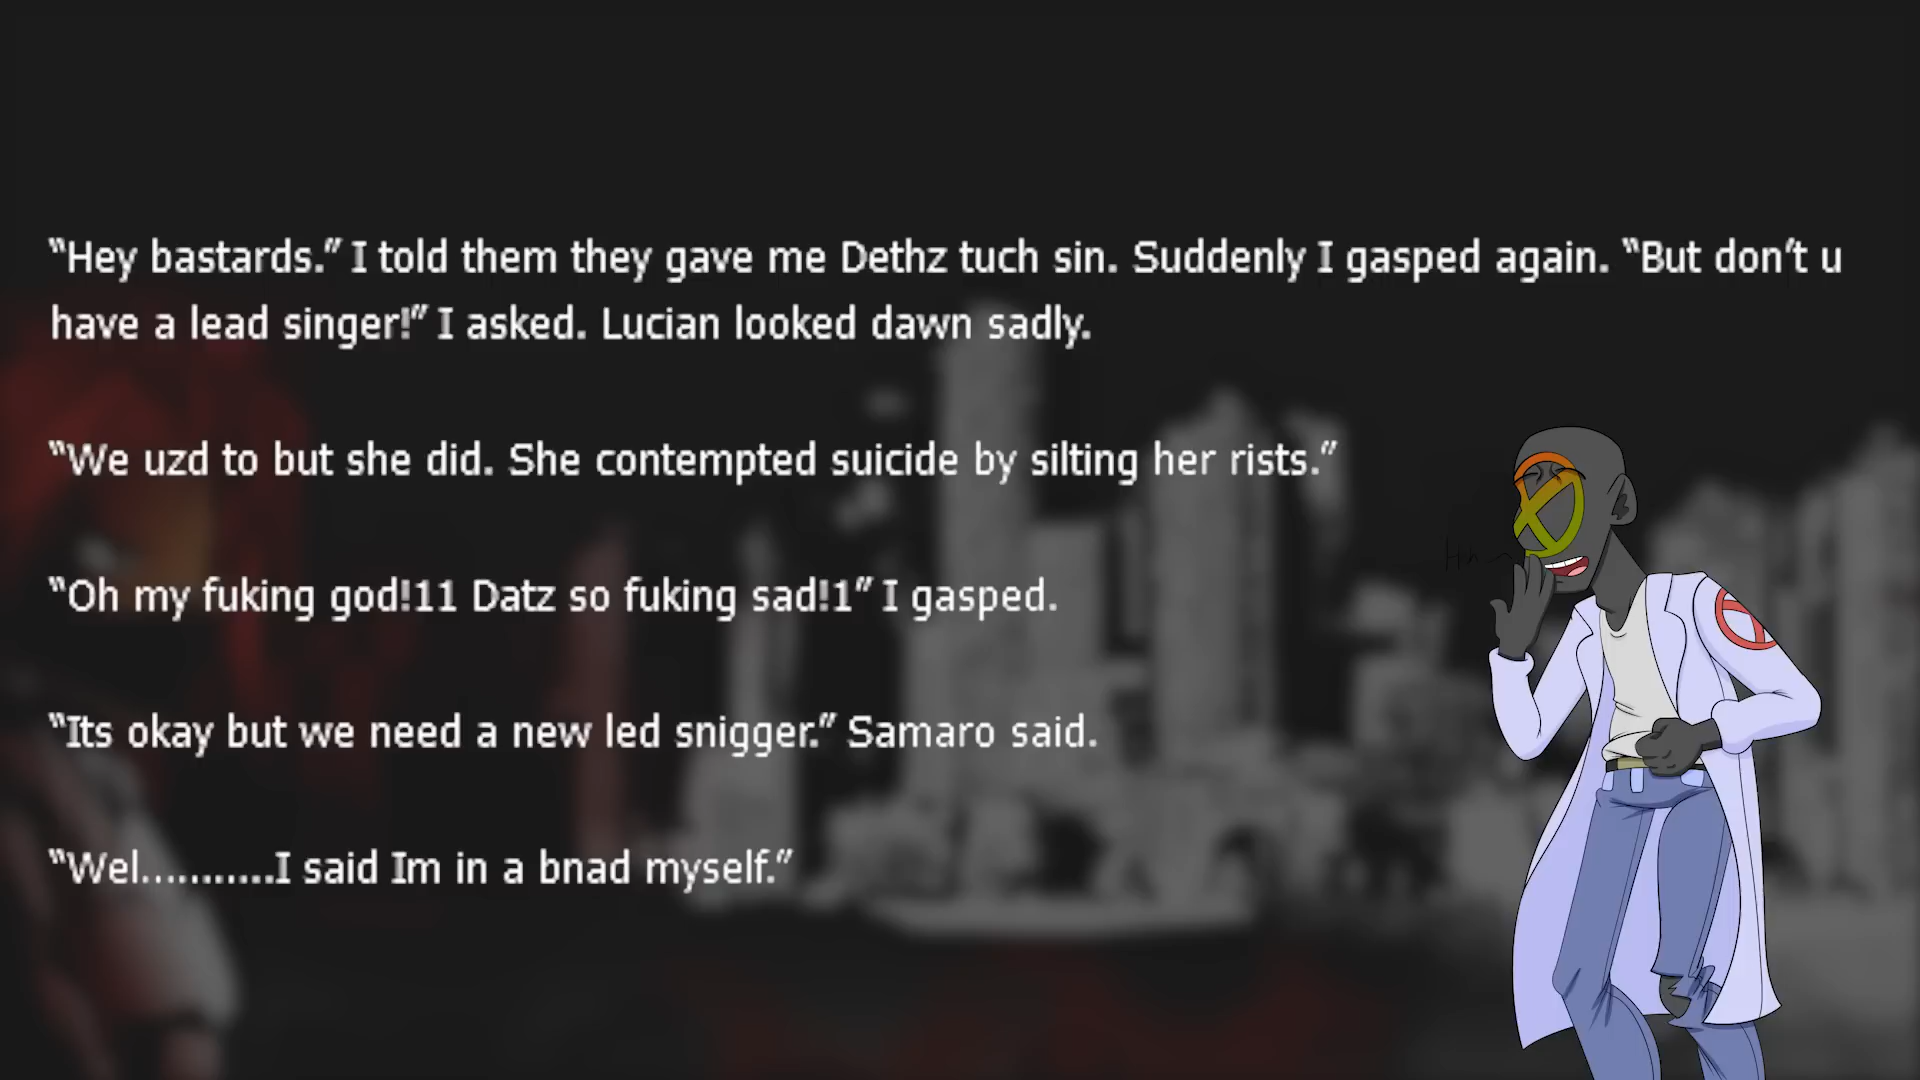 “Hey bastards.” I told them they gave me Dethz tuch sin. Suddenly I gasped again. “But don’t u
have a lead singer!” I asked. Lucian looked dawn sadly.
“We uzd to but she did. She contempted suicide by silting her rists.”
“Oh my fuking god!11 Datz so fuking sad!1” I gasped.
“Its okay but we need a new led snigger.” Samaro said.
“Wel...........I said Im in a bnad myself.”